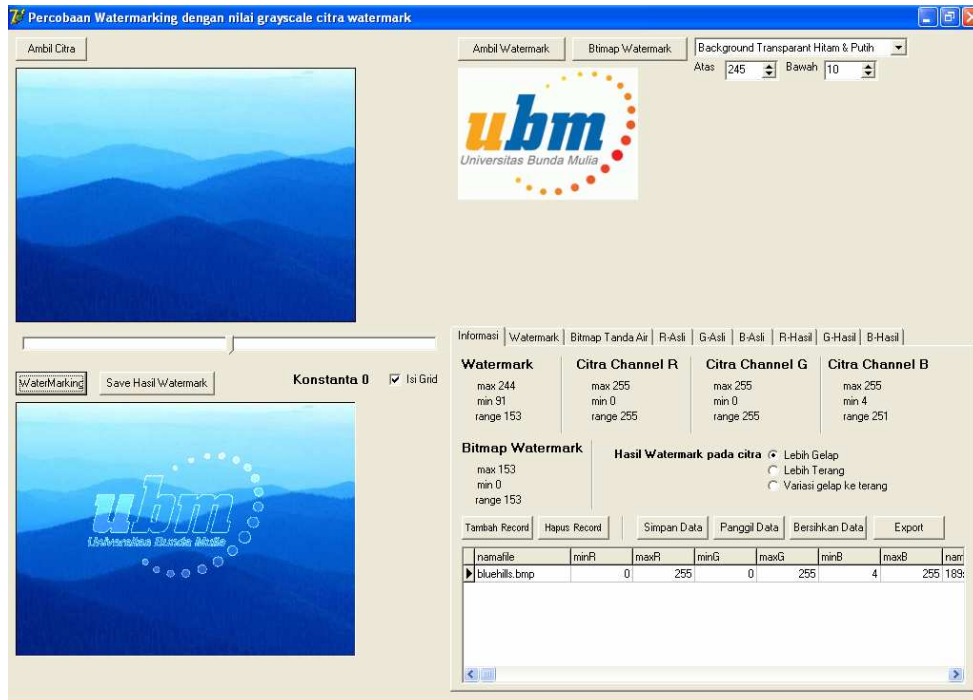 Percobaan Watermarking dengan nilai grayscale citra watermark
Ambil Citra
Ambil Watermark
Btimap Watermark
Background Transparant Hitam & Putih
Atas 245 Bawah 10
ubm
Universitas Bunda Mulia
WaterMarking
Save Hasil Watermark
Konstanta 0
Isi Grid
ubm
Universitas Bunda Mulia
Informasi Watermark Bitmap Tanda Air R-Asli G-Asli B-Asli R-Hasil G-Hasil B-Hasil
Watermark
max 244
min 91
range 153
Citra Channel R
max 255
min 0
range 255
Citra Channel G
max 255
min 0
range 255
Citra Channel B
max 255
min 4
range 251
Bitmap Watermark
max 153
min 0
range 153
Hasil Watermark pada citra
Lebih Gelap
Lebih Terang
Variasi gelap ke terang
Tambah Record
Hapus Record
Simpan Data
Panggil Data
Bersihkan Data
Export
namafile minR maxR minG maxG minB maxB nam
bluehills.bmp 0 255 0 255 4 255 189: